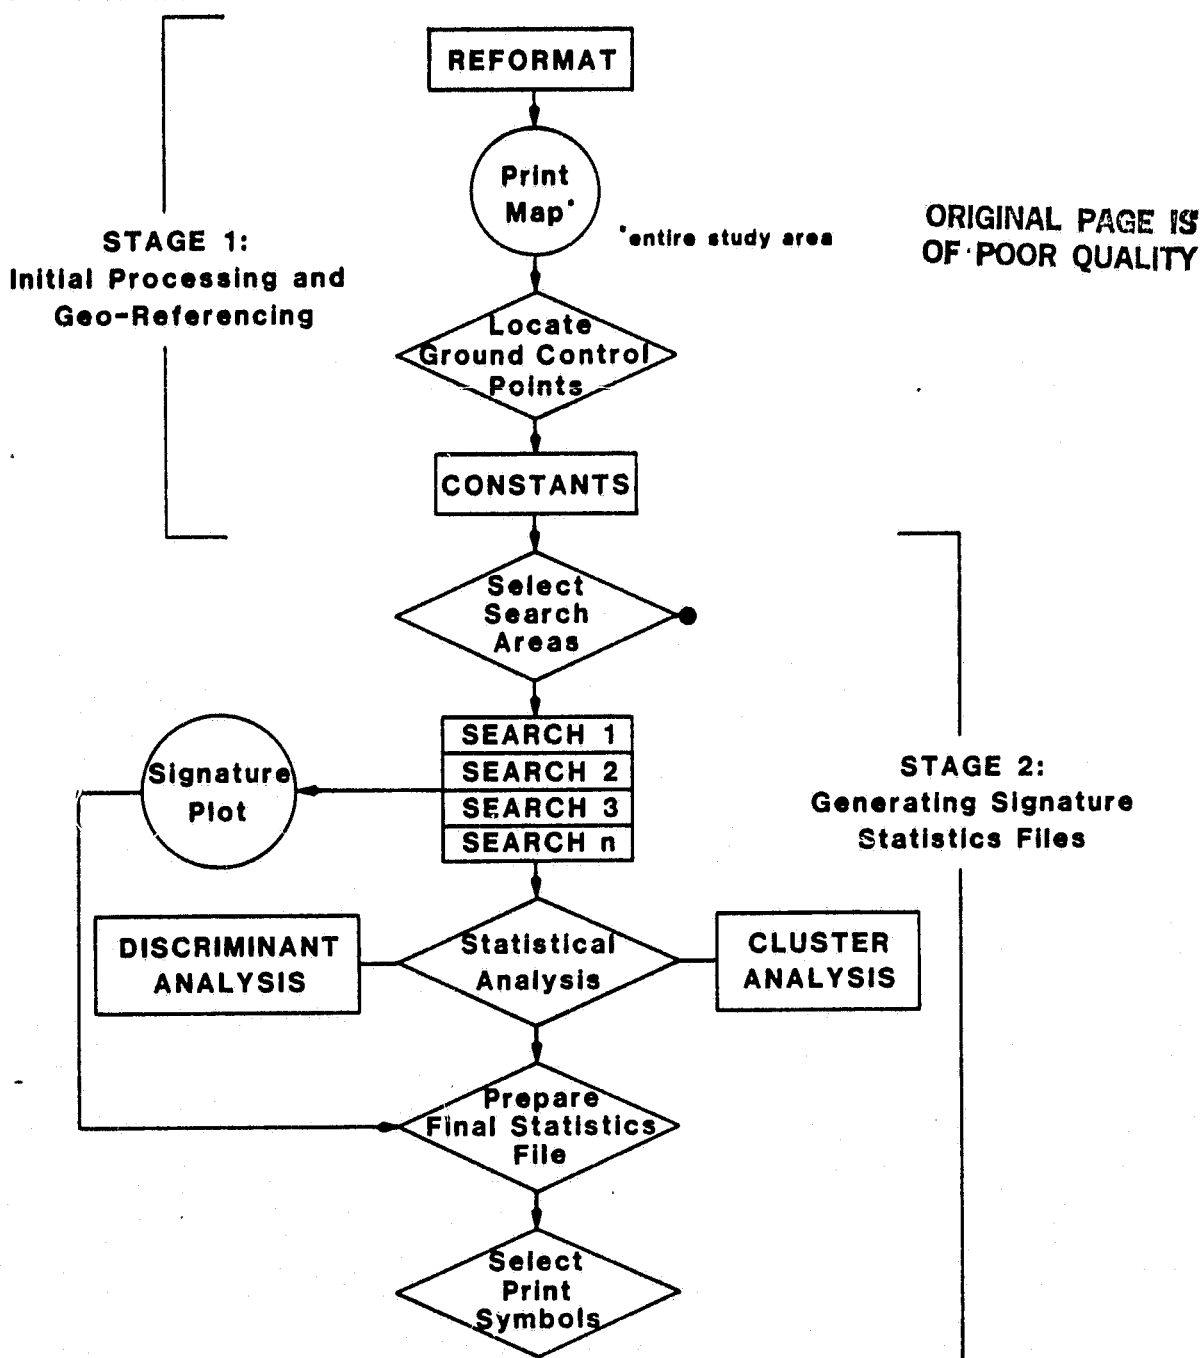 REFORMAT
Print
Map*
*entire study area
ORIGINAL PAGE IS
OF POOR QUALITY
STAGE 1:
Initial Processing and
Geo-Referencing
Locate
Ground Control
Points
CONSTANTS
Select
Search
Areas
SEARCH 1
SEARCH 2
SEARCH 3
SEARCH n
Signature
Plot
STAGE 2:
Generating Signature
Statistics Files
DISCRIMINANT
ANALYSIS
Statistical
Analysis
CLUSTER
ANALYSIS
Prepare
Final Statistics
File
Select
Print
Symbols